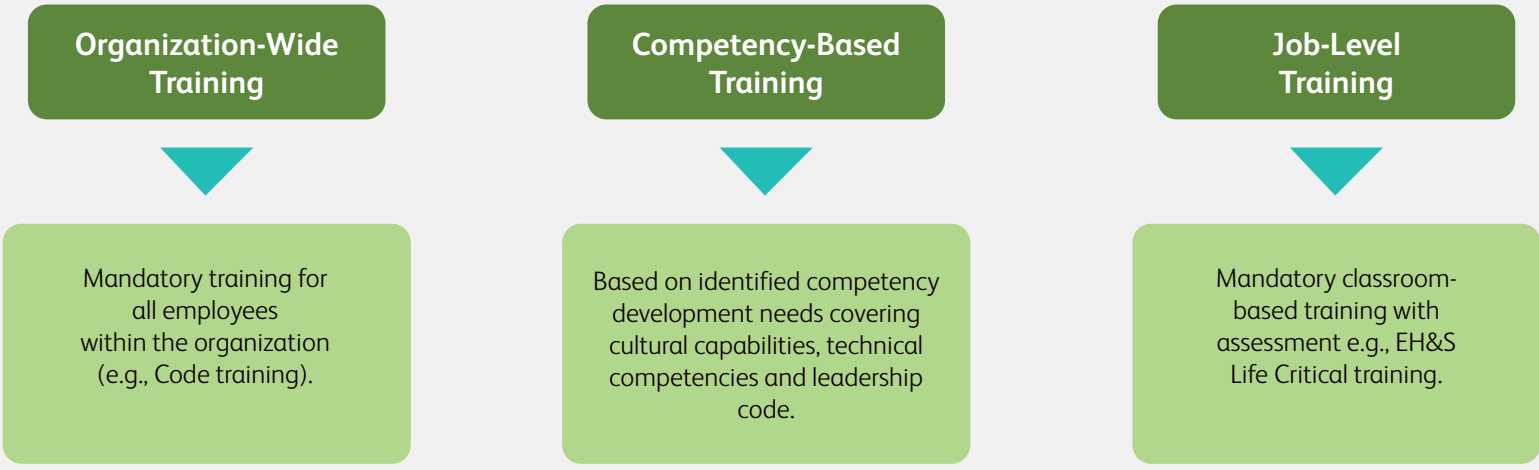 Organization-Wide
Training
Mandatory training for
all employees
within the organization
(e.g., Code training).
Competency-Based
Training
Based on identified competency
development needs covering
cultural capabilities, technical
competencies and leadership
code.
Job-Level
Training
Mandatory classroom-
based training with
assessment e.g., EH&S
Life Critical training.